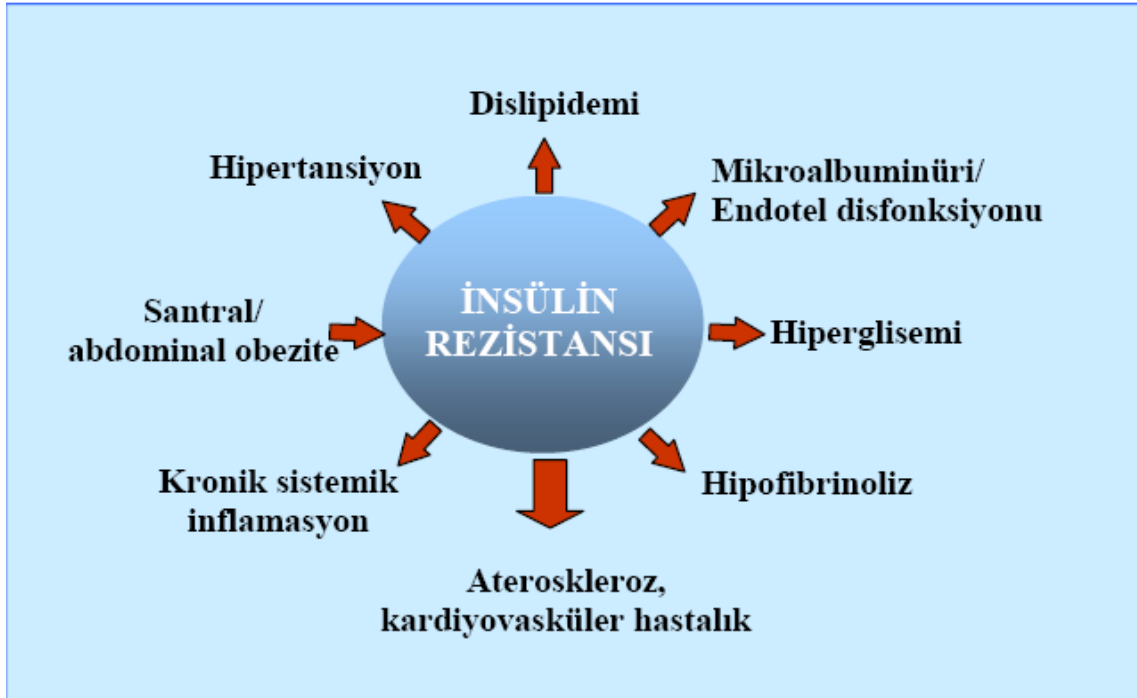 Dislipidemi
Hipertansiyon
Mikroalbuminüri/
Endotel disfonksiyonu
Santral/
abdominal obezite
İNSÜLİN
REZİSTANSI
Hiperglisemi
Kronik sistemik
inflamasyon
Hipofibrinoliz
Ateroskleroz,
kardiyovasküler hastalık